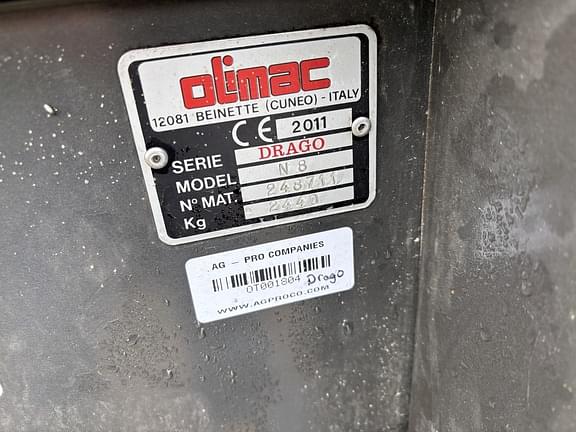 olimac
12081 BEINETTE (CUNEO) - ITALY
CE 2011
SERIE DRAGO
MODEL N8
Nº MAT. 248711
Kg 2440
AG - PRO COMPANIES
OT001804 Drago
WWW.AGPROCO.COM